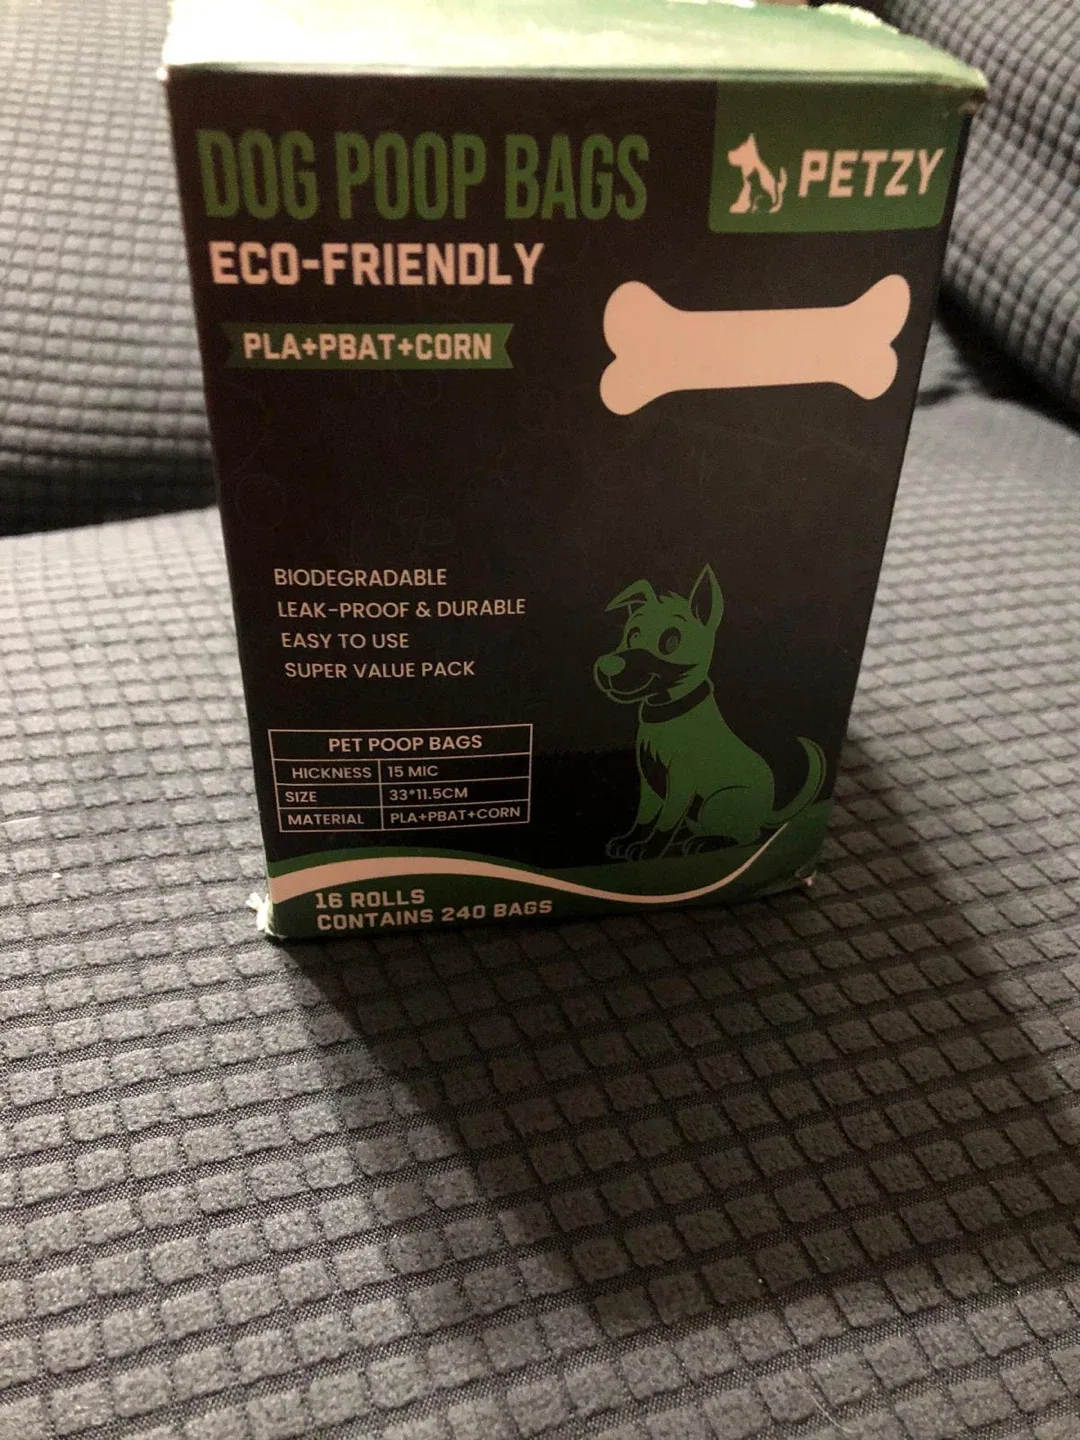 DOG POOP BAGS
PETZY
ECO-FRIENDLY
PLA+PBAT+CORN
BIODEGRADABLE
LEAK-PROOF & DURABLE
EASY TO USE
SUPER VALUE PACK
PET POOP BAGS
HICKNESS 15 MIC
SIZE 33*11.5CM
MATERIAL PLA+PBAT+CORN
16 ROLLS
CONTAINS 240 BAGS